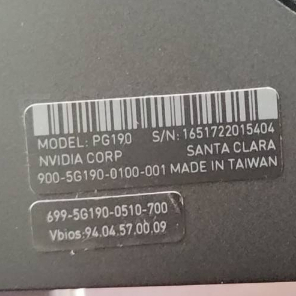 MODEL: PG190 S/N: 1651722015404
NVIDIA CORP SANTA CLARA
900-5G190-0100-001 MADE IN TAIWAN
699-5G190-0510-700
Vbios:94.04.57.00.09